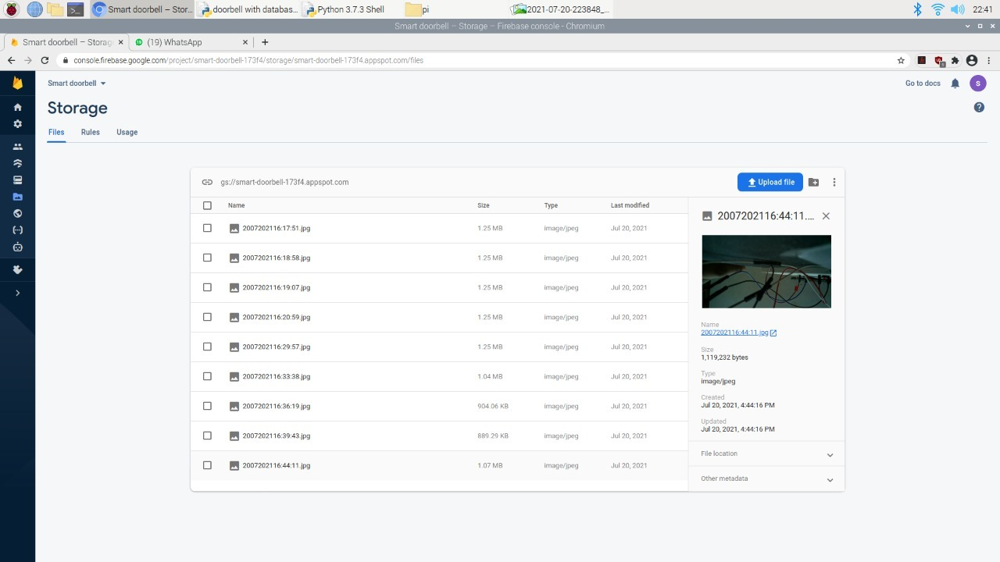 Smart doorbell – Stor... doorbell with databas... Python 3.7.3 Shell pi 2021-07-20-223848_... 22:41
Smart doorbell – Storage – Firebase console - Chromium
Smart doorbell – Storag (19) WhatsApp
console.firebase.google.com/project/smart-doorbell-173f4/storage/smart-doorbell-173f4.appspot.com/files
Smart doorbell Go to docs S
Storage
Files Rules Usage
gs://smart-doorbell-173f4.appspot.com Upload file
Name Size Type Last modified
2007202116:17:51.jpg 1.25 MB image/jpeg Jul 20, 2021
2007202116:18:58.jpg 1.25 MB image/jpeg Jul 20, 2021
2007202116:19:07.jpg 1.25 MB image/jpeg Jul 20, 2021
2007202116:20:59.jpg 1.25 MB image/jpeg Jul 20, 2021
2007202116:29:57.jpg 1.25 MB image/jpeg Jul 20, 2021
2007202116:33:38.jpg 1.04 MB image/jpeg Jul 20, 2021
2007202116:36:19.jpg 904.06 KB image/jpeg Jul 20, 2021
2007202116:39:43.jpg 889.29 KB image/jpeg Jul 20, 2021
2007202116:44:11.jpg 1.07 MB image/jpeg Jul 20, 2021
2007202116:44:11....
Name
2007202116:44:11.jpg
Size
1,119,232 bytes
Type
image/jpeg
Created
Jul 20, 2021, 4:44:16 PM
Updated
Jul 20, 2021, 4:44:16 PM
File location
Other metadata